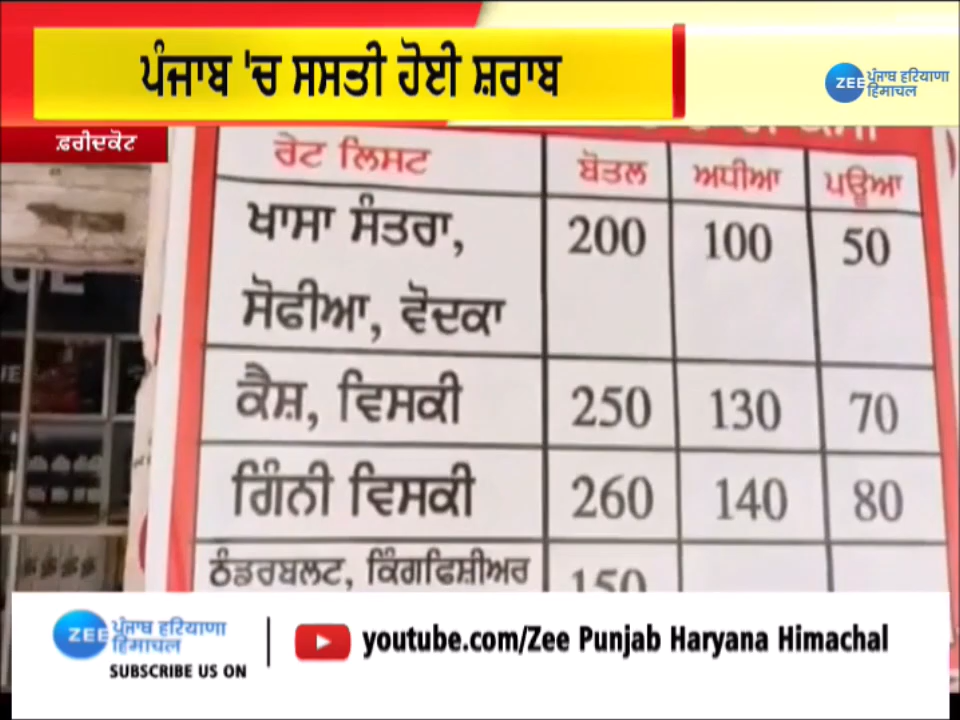 ਪੰਜਾਬ 'ਚ ਸਸਤੀ ਹੋਈ ਸ਼ਰਾਬ
ZEE ਪੰਜਾਬ ਹਰਿਆਣਾ
ਹਿਮਾਚਲ
ਫ਼ਰੀਦਕੋਟ
ਰੇਟ ਲਿਸਟ ਬੋਤਲ ਅਧੀਆ ਪਊਆ
ਖਾਸਾ ਸੰਤਰਾ, 200 100 50
ਸੋਫੀਆ, ਵੋਦਕਾ
ਕੈਸ਼, ਵਿਸਕੀ 250 130 70
ਗਿੰਨੀ ਵਿਸਕੀ 260 140 80
ਠੰਡਰਬਲਟ, ਕਿੰਗਫਿਸ਼ੀਅਰ 150
ZEE ਪੰਜਾਬ ਹਰਿਆਣਾ
ਹਿਮਾਚਲ
SUBSCRIBE US ON
youtube.com/Zee Punjab Haryana Himachal